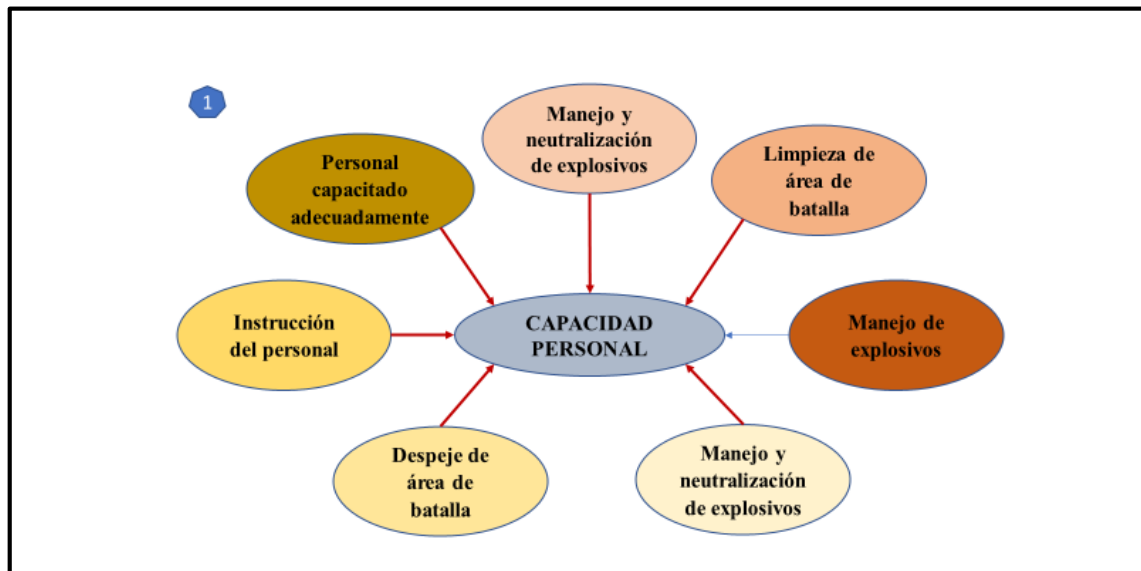 1
Manejo y
neutralización
de explosivos
Personal
capacitado
adecuadamente
Limpieza de
área de
batalla
Instrucción
del personal
CAPACIDAD
PERSONAL
Manejo de
explosivos
Despeje de
área de
batalla
Manejo y
neutralización
de explosivos